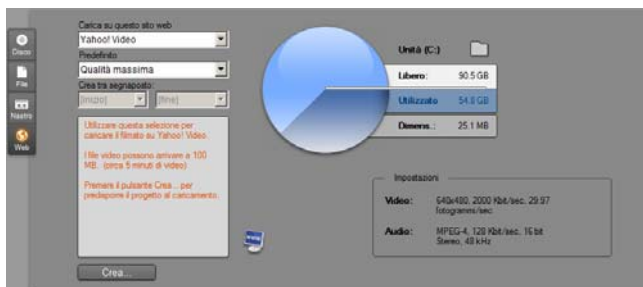 Disco
File
Nastro
Web
Carica su questo sito web
Yahoo! Video
Predefinito
Qualità massima
Crea tra segnaposto:
[inizio] [fine]
Utilizzare questa selezione per
caricare il filmato su Yahoo! Video.
I file video possono arrivare a 100
MB. (circa 5 minuti di video)
Premere il pulsante Crea... per
predisporre il progetto al caricamento.
Crea...
Unità (C:)
Libero: 90.5 GB
Utilizzato 54.8 GB
Dimens.: 25.1 MB
Impostazioni
Video: 640x480, 2000 Kbit/sec, 29.97
fotogrammi/sec
Audio: MPEG-4, 128 Kbit/sec, 16 bit
Stereo, 48 kHz